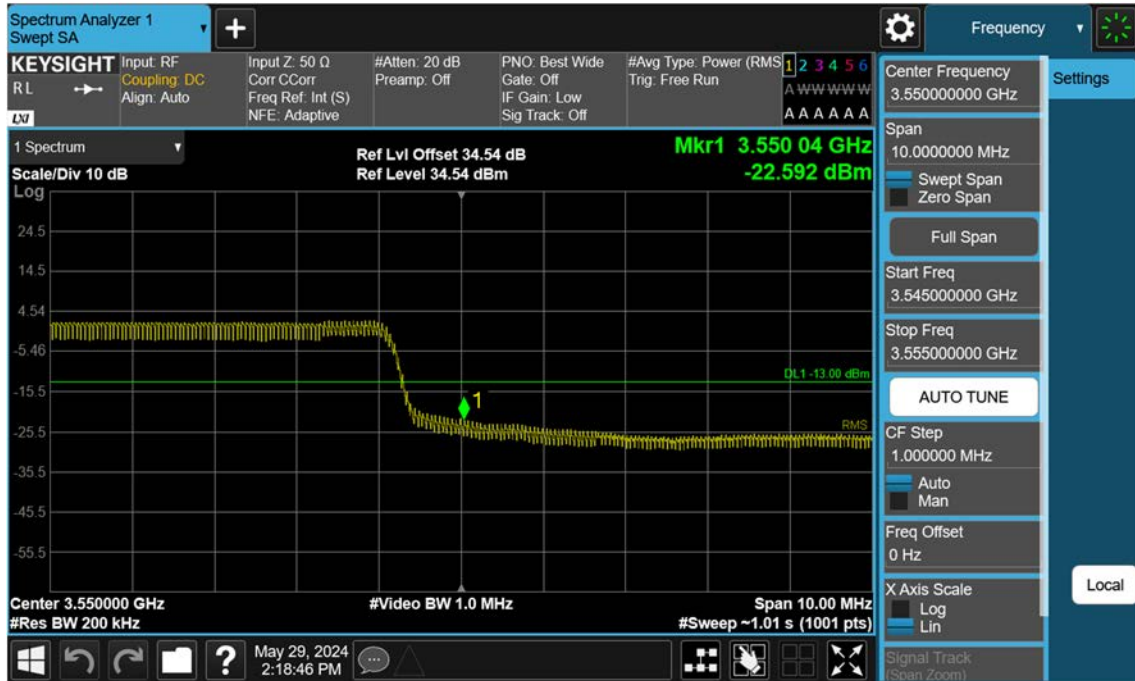 Spectrum Analyzer 1
Swept SA
Frequency
KEYSIGHT
R L
LXI
Input: RF
Coupling: DC
Align: Auto
Input Z: 50 Ω
Corr CCorr
Freq Ref: Int (S)
NFE: Adaptive
#Atten: 20 dB
Preamp: Off
PNO: Best Wide
Gate: Off
IF Gain: Low
Sig Track: Off
#Avg Type: Power (RMS
Trig: Free Run
1 2 3 4 5 6
A W W W W W
A A A A A A
1 Spectrum
Scale/Div 10 dB
Log
Ref Lvl Offset 34.54 dB
Ref Level 34.54 dBm
Mkr1 3.550 04 GHz
-22.592 dBm
24.5
14.5
4.54
-5.46
-15.5
-25.5
-35.5
-45.5
-55.5
DL1 -13.00 dBm
1
RMS
Center 3.550000 GHz
#Res BW 200 kHz
#Video BW 1.0 MHz
Span 10.00 MHz
#Sweep ~1.01 s (1001 pts)
May 29, 2024
2:18:46 PM
Center Frequency
3.550000000 GHz
Span
10.0000000 MHz
Swept Span
Zero Span
Full Span
Start Freq
3.545000000 GHz
Stop Freq
3.555000000 GHz
AUTO TUNE
CF Step
1.000000 MHz
Auto
Man
Freq Offset
0 Hz
X Axis Scale
Log
Lin
Signal Track
(Span Zoom)
Settings
Local